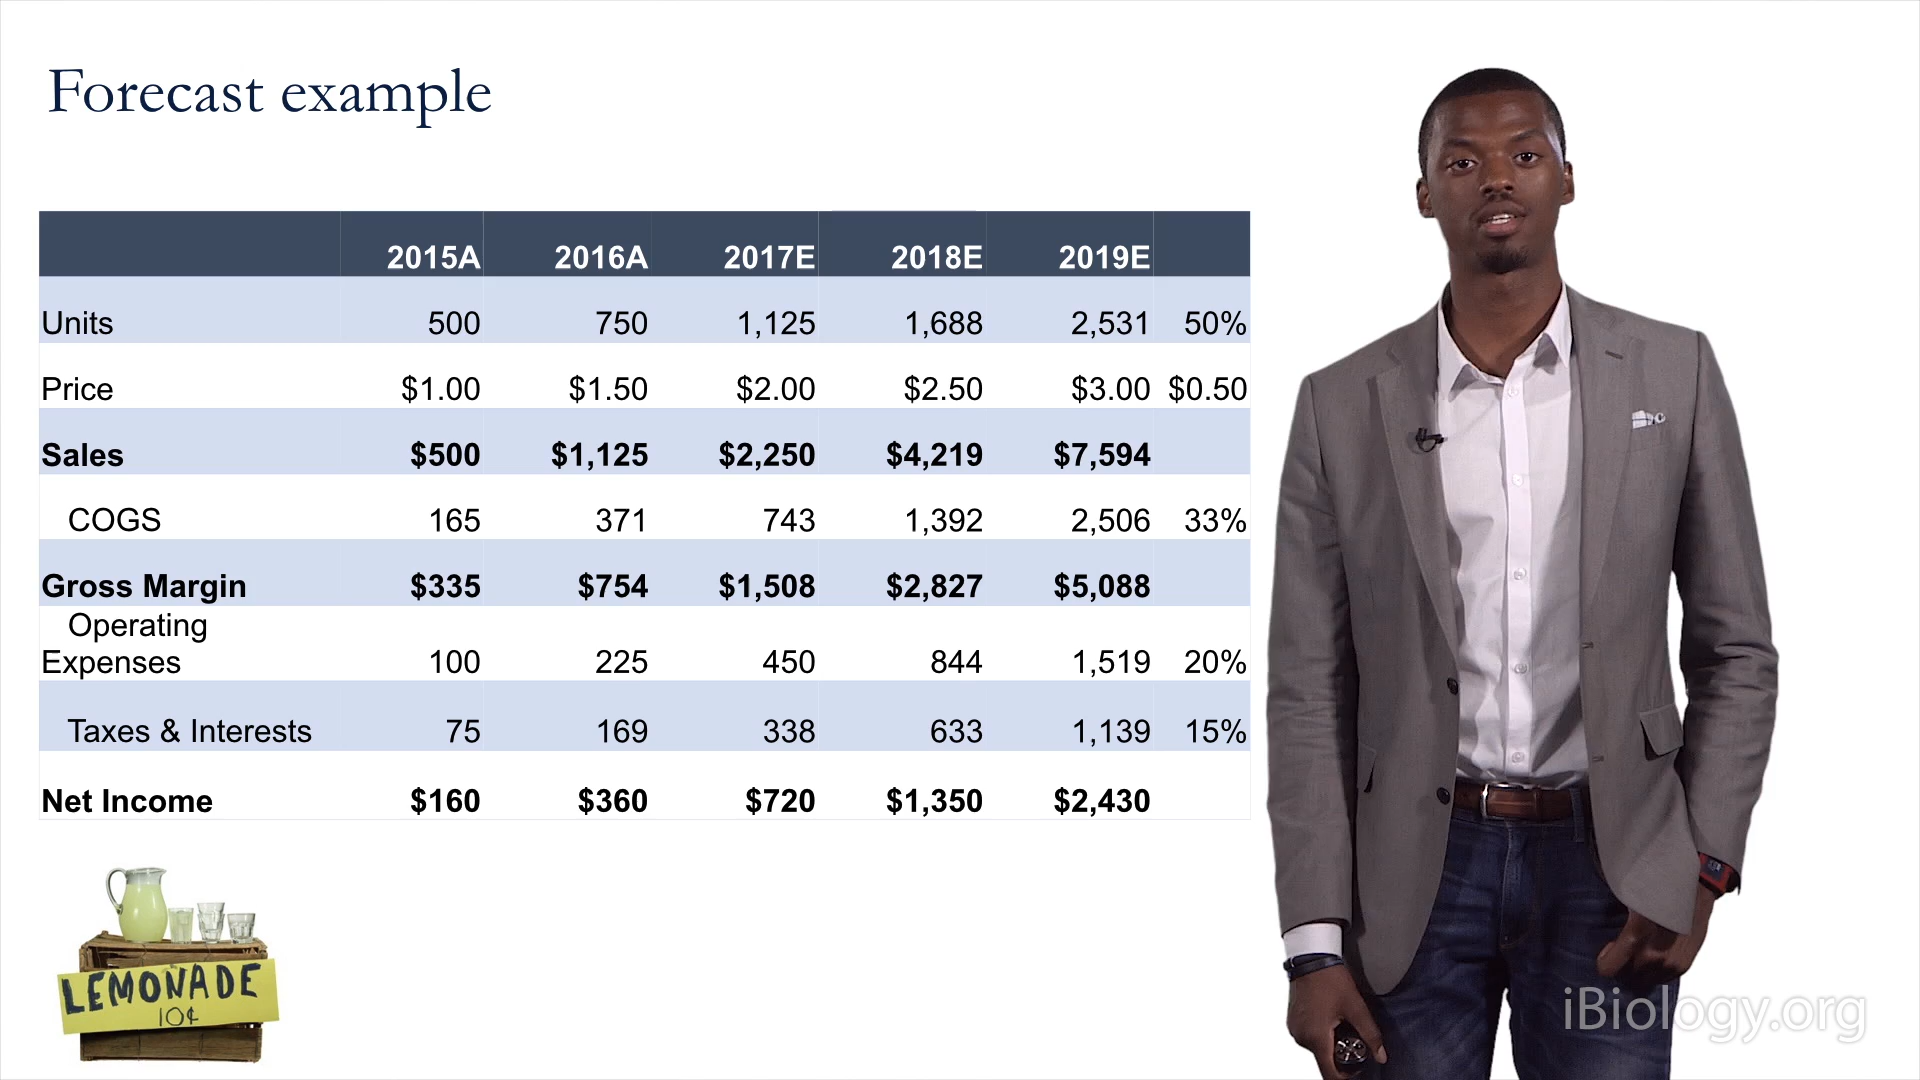 Forecast example
2015A 2016A 2017E 2018E 2019E
Units 500 750 1,125 1,688 2,531 50%
Price $1.00 $1.50 $2.00 $2.50 $3.00 $0.50
Sales $500 $1,125 $2,250 $4,219 $7,594
COGS 165 371 743 1,392 2,506 33%
Gross Margin $335 $754 $1,508 $2,827 $5,088
Operating
Expenses 100 225 450 844 1,519 20%
Taxes & Interests 75 169 338 633 1,139 15%
Net Income $160 $360 $720 $1,350 $2,430
LEMONADE
10¢
iBiology.org